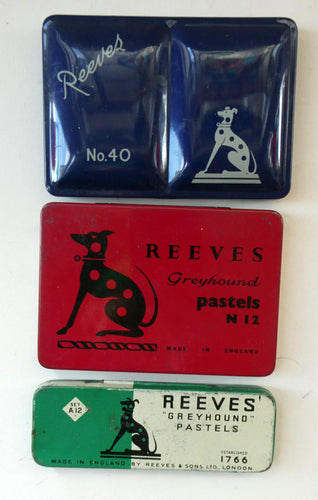 Reeves
No.40
REEVES
Greyhound
pastels
N 12
MADE IN ENGLAND
SET
A12
REEVES'
"GREYHOUND"
PASTELS
ESTABLISHED
1766
MADE IN ENGLAND BY REEVES & SONS LTD., LONDON